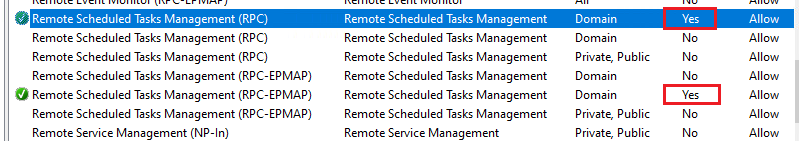 Remote Event Monitor (RPC-EPMAP) Remote Event Monitor All No Allow
Remote Scheduled Tasks Management (RPC) Remote Scheduled Tasks Management Domain Yes Allow
Remote Scheduled Tasks Management (RPC) Remote Scheduled Tasks Management Domain No Allow
Remote Scheduled Tasks Management (RPC) Remote Scheduled Tasks Management Private, Public No Allow
Remote Scheduled Tasks Management (RPC-EPMAP) Remote Scheduled Tasks Management Domain No Allow
Remote Scheduled Tasks Management (RPC-EPMAP) Remote Scheduled Tasks Management Domain Yes Allow
Remote Scheduled Tasks Management (RPC-EPMAP) Remote Scheduled Tasks Management Private, Public No Allow
Remote Service Management (NP-In) Remote Service Management Private, Public No Allow